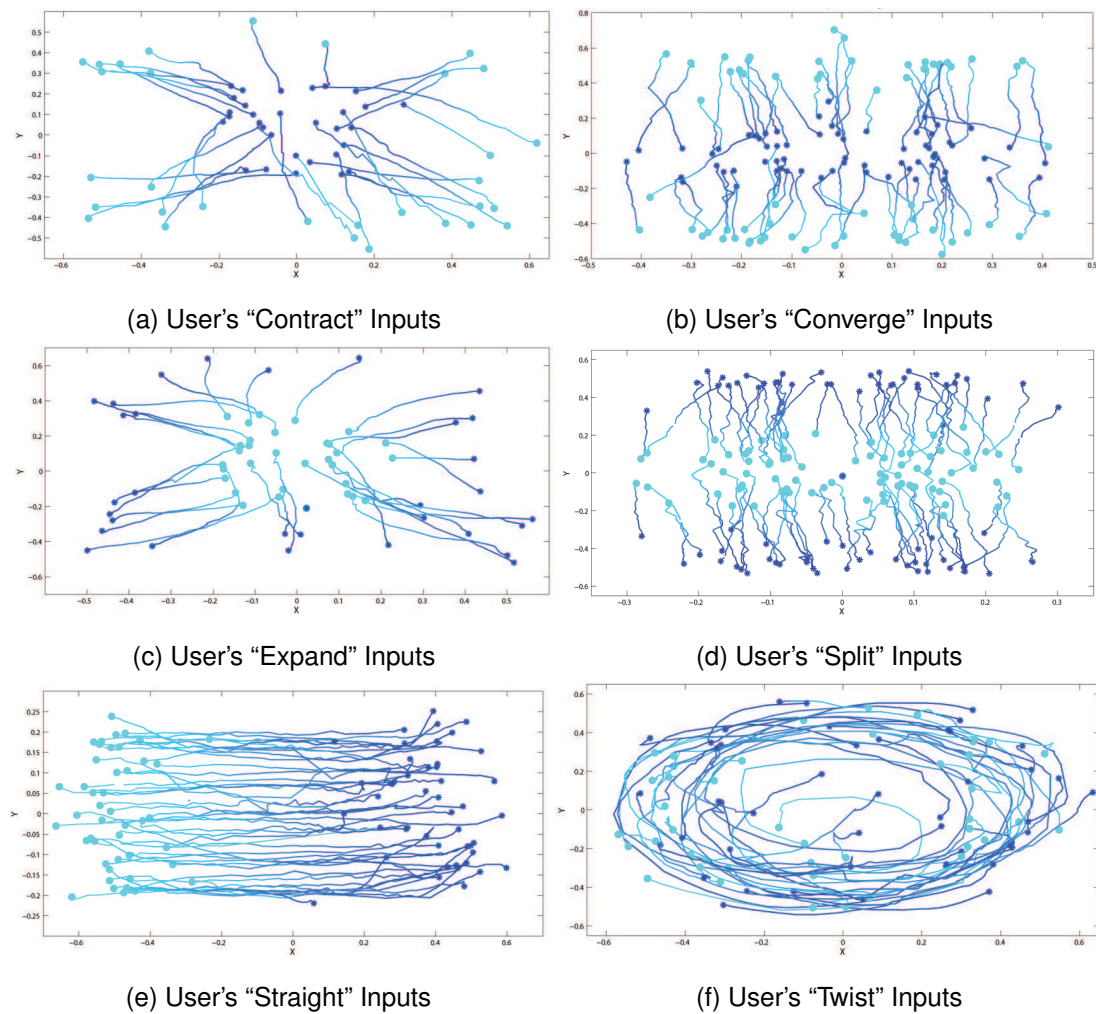 0.5
0.4
0.3
0.2
0.1
0
−0.1
−0.2
−0.3
−0.4
−0.5
Y
−0.6 −0.4 −0.2 0 0.2 0.4 0.6
X
(a) User's “Contract” Inputs
0.8
0.6
0.4
0.2
0
−0.2
−0.4
−0.6
Y
−0.5 −0.4 −0.3 −0.2 −0.1 0 0.1 0.2 0.3 0.4 0.5
X
(b) User's “Converge” Inputs
0.6
0.4
0.2
0
−0.2
−0.4
−0.6
Y
−0.5 −0.4 −0.3 −0.2 −0.1 0 0.1 0.2 0.3 0.4 0.5
X
(c) User's “Expand” Inputs
0.6
0.4
0.2
0
−0.2
−0.4
−0.6
Y
−0.3 −0.2 −0.1 0 0.1 0.2 0.3
X
(d) User's “Split” Inputs
0.25
0.2
0.15
0.1
0.05
0
−0.05
−0.1
−0.15
−0.2
−0.25
Y
−0.6 −0.4 −0.2 0 0.2 0.4 0.6
X
(e) User's “Straight” Inputs
0.6
0.4
0.2
0
−0.2
−0.4
−0.6
Y
−0.6 −0.4 −0.2 0 0.2 0.4 0.6
X
(f) User's “Twist” Inputs